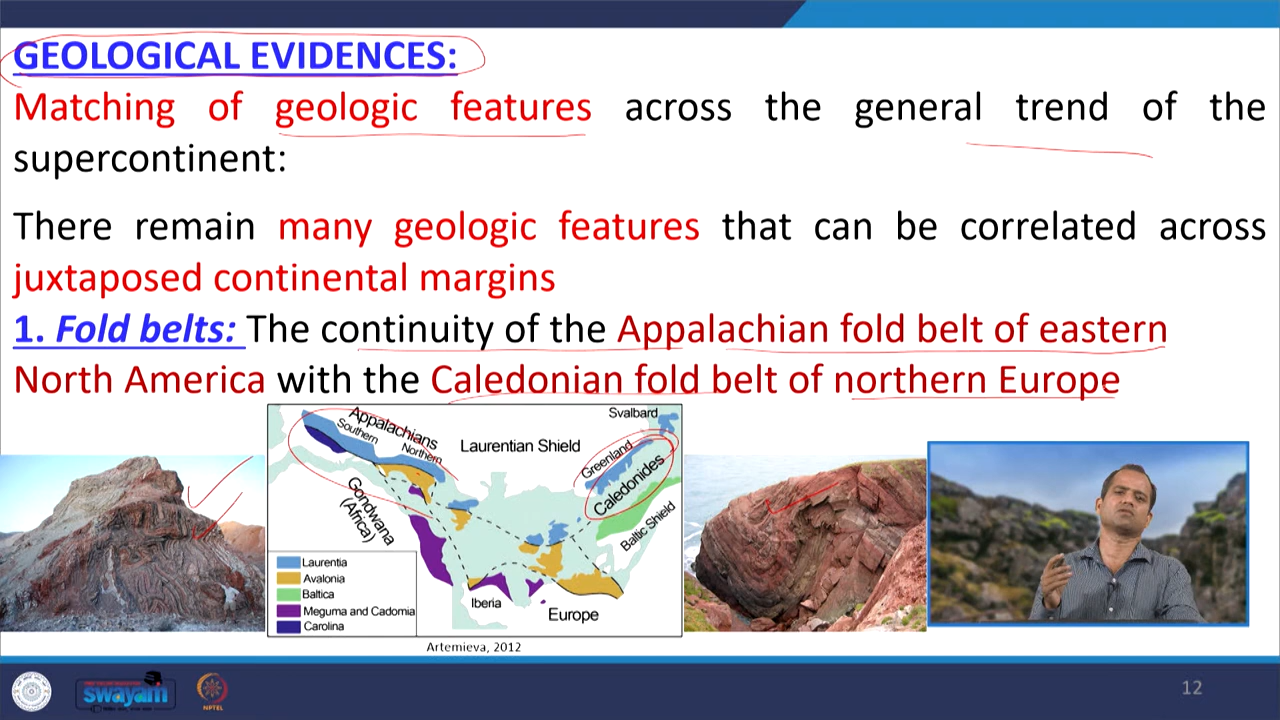 GEOLOGICAL EVIDENCES:
Matching of geologic features across the general trend of the
supercontinent:
There remain many geologic features that can be correlated across
juxtaposed continental margins
1. Fold belts: The continuity of the Appalachian fold belt of eastern
North America with the Caledonian fold belt of northern Europe
Appalachians
Southern
Northern
Laurentian Shield
Svalbard
Greenland
Caledonides
Baltic Shield
Gondwana
(Africa)
Laurentia
Avalonia
Baltica
Meguma and Cadomia
Carolina
Iberia
Europe
Artemieva, 2012
swayam
NPTEL
12